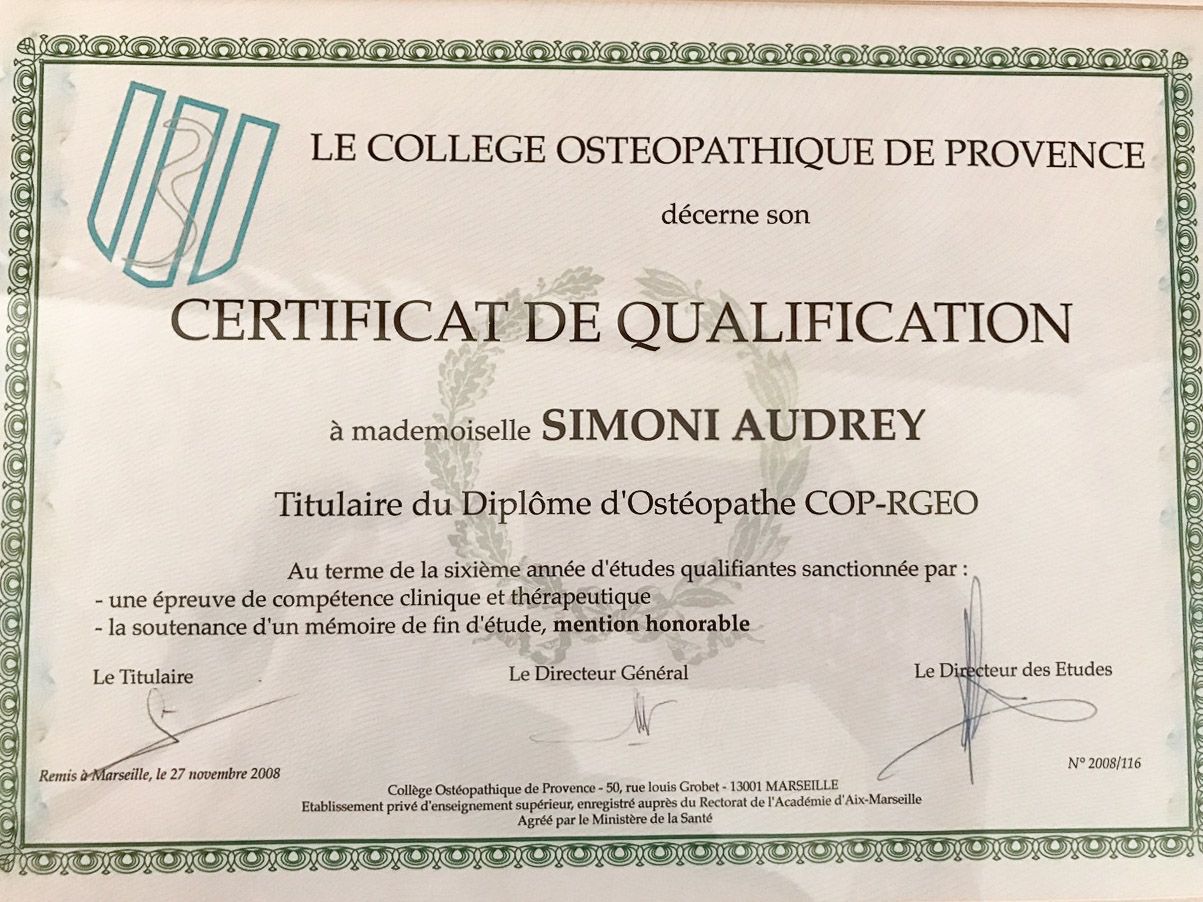 LE COLLEGE OSTEOPATHIQUE DE PROVENCE
décerne son
CERTIFICAT DE QUALIFICATION
à mademoiselle SIMONI AUDREY
Titulaire du Diplôme d'Ostéopathe COP-RGEO
Au terme de la sixième année d'études qualifiantes sanctionnée par :
- une épreuve de compétence clinique et thérapeutique
- la soutenance d'un mémoire de fin d'étude, mention honorable
Le Titulaire
Le Directeur Général
Le Directeur des Etudes
Remis à Marseille, le 27 novembre 2008
N° 2008/116
Collège Ostéopathique de Provence - 50, rue louis Grobet - 13001 MARSEILLE
Etablissement privé d'enseignement supérieur, enregistré auprès du Rectorat de l'Académie d'Aix-Marseille
Agréé par le Ministère de la Santé